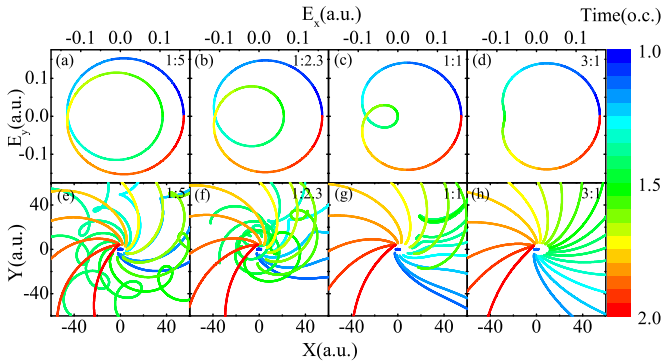 E_x(a.u.)
Time(o.c.)
-0.1 0.0 0.1 -0.1 0.0 0.1 -0.1 0.0 0.1 -0.1 0.0 0.1
E_y(a.u.)
0.1
0.0
-0.1
(a) 1:5
(b) 1:2.3
(c) 1:1
(d) 3:1
1.0
1.5
2.0
Y(a.u.)
40
0
-40
(e) 1:5
(f) 1:2.3
(g) 1:1
(h) 3:1
-40 0 40 -40 0 40 -40 0 40 -40 0 40
X(a.u.)